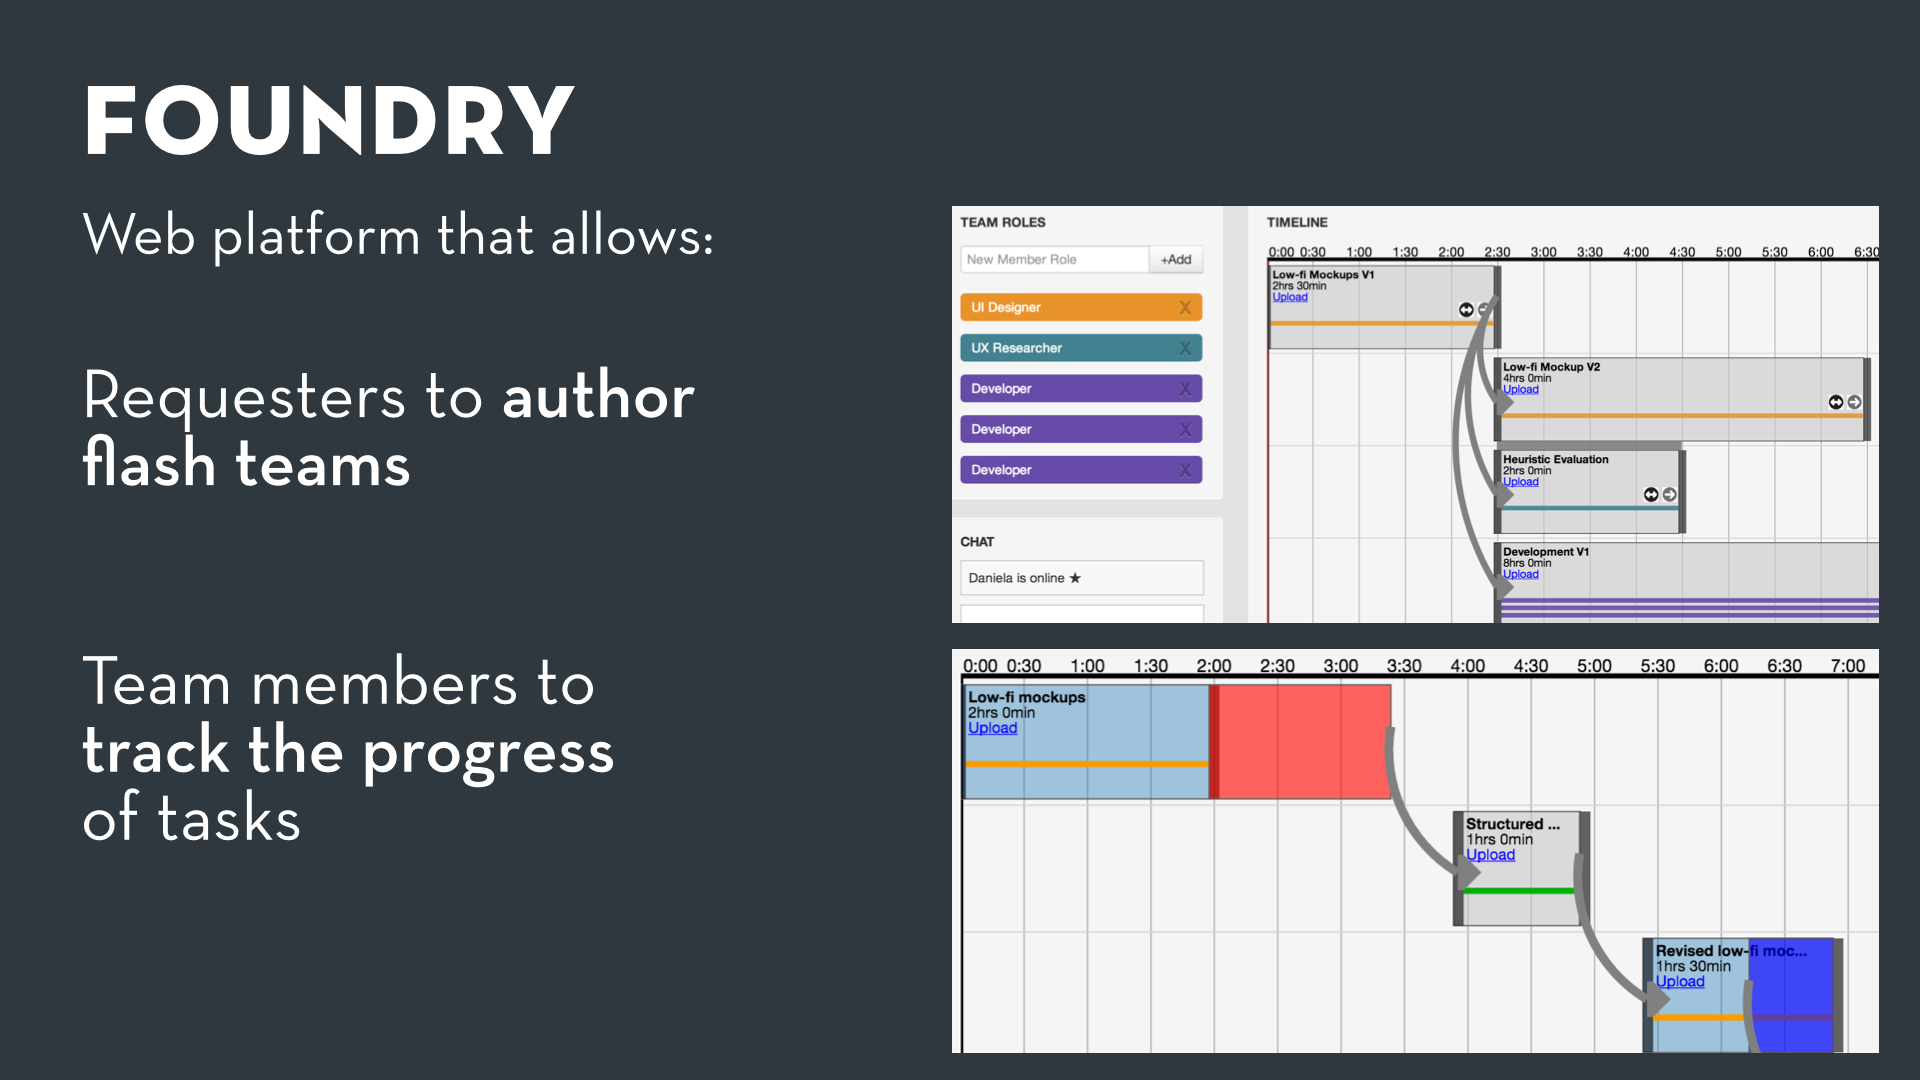 FOUNDRY
Web platform that allows:
Requesters to author
flash teams
Team members to
track the progress
of tasks
TEAM ROLES
New Member Role
+Add
UI Designer X
UX Researcher X
Developer X
Developer X
Developer X
CHAT
Daniela is online ★
TIMELINE
0:00 0:30 1:00 1:30 2:00 2:30 3:00 3:30 4:00 4:30 5:00 5:30 6:00 6:30
Low-fi Mockups V1
2hrs 30min
Upload
Low-fi Mockup V2
4hrs 0min
Upload
Heuristic Evaluation
2hrs 0min
Upload
Development V1
8hrs 0min
Upload
0:00 0:30 1:00 1:30 2:00 2:30 3:00 3:30 4:00 4:30 5:00 5:30 6:00 6:30 7:00
Low-fi mockups
2hrs 0min
Upload
Structured ...
1hrs 0min
Upload
Revised low-fi moc...
1hrs 30min
Upload